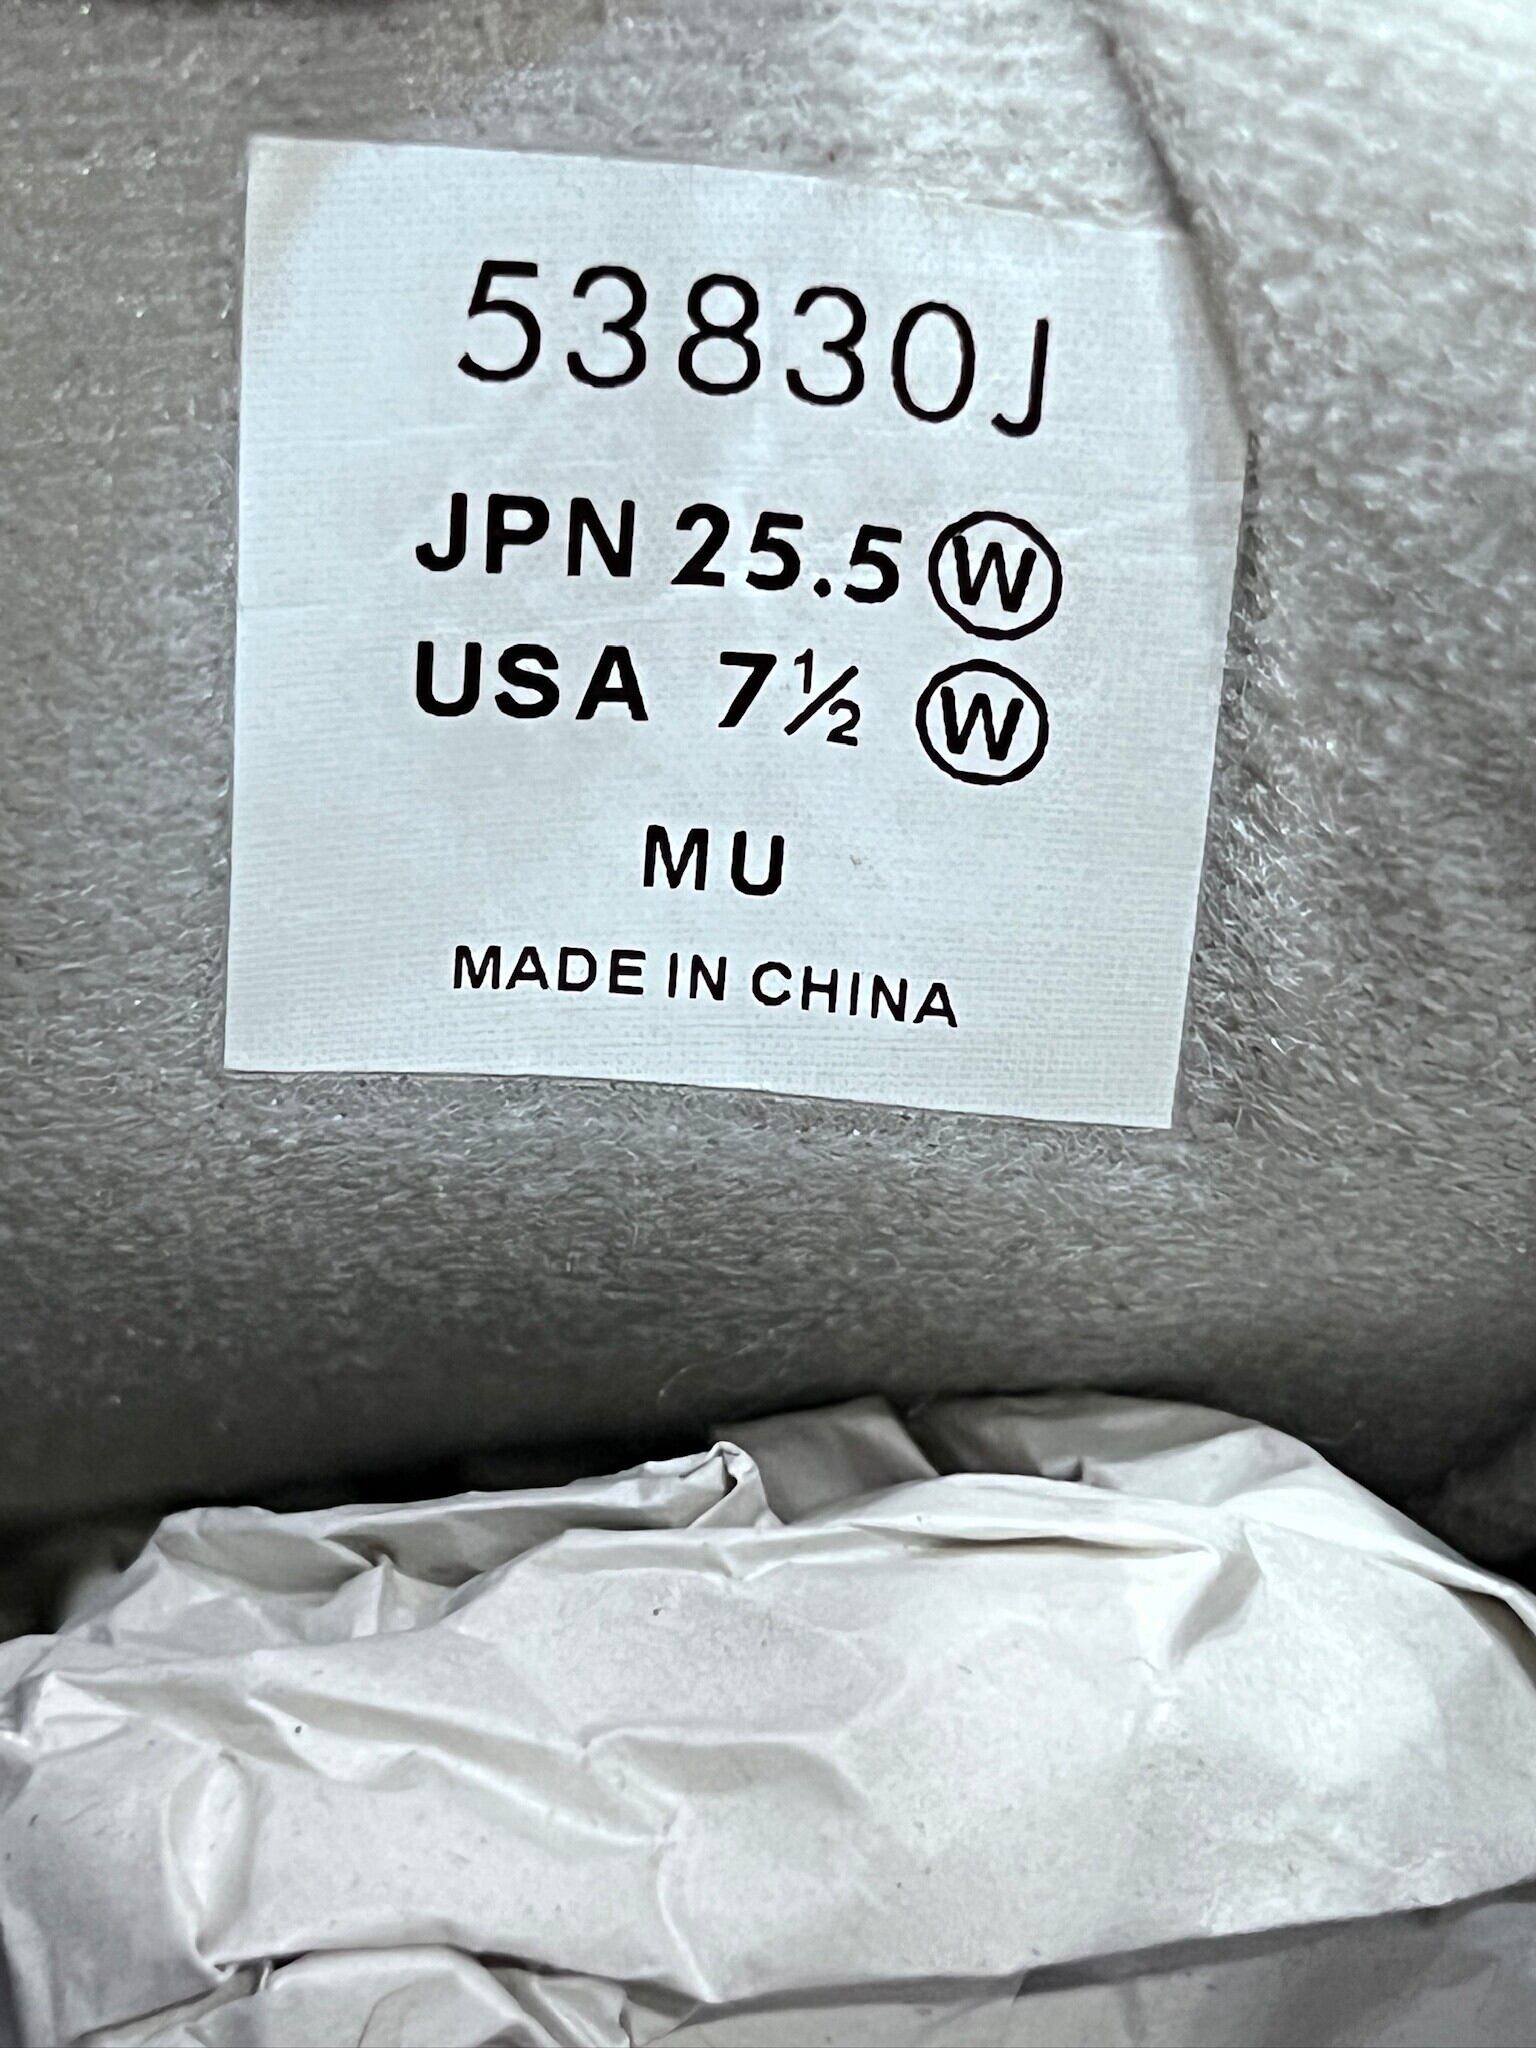 53830J
JPN 25.5 Ⓦ
USA 7½ Ⓦ
MU
MADE IN CHINA